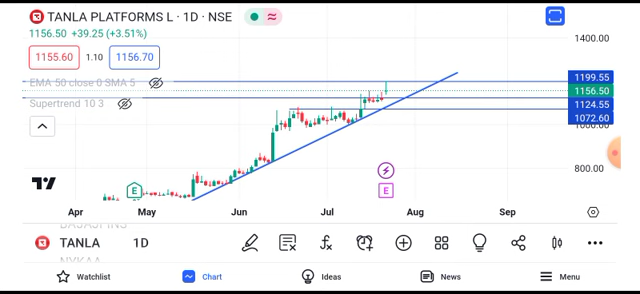 TANLA PLATFORMS L · 1D · NSE
1156.50 +39.25 (+3.51%)
1155.60 1.10 1156.70
EMA 50 close 0 SMA 5
Supertrend 10 3
1400.00
1199.55
1156.50
1124.55
1072.60
1000.00
800.00
E
E
Apr May Jun Jul Aug Sep
BAJAJFINS
TANLA 1D
NYKAA
Watchlist Chart Ideas News Menu